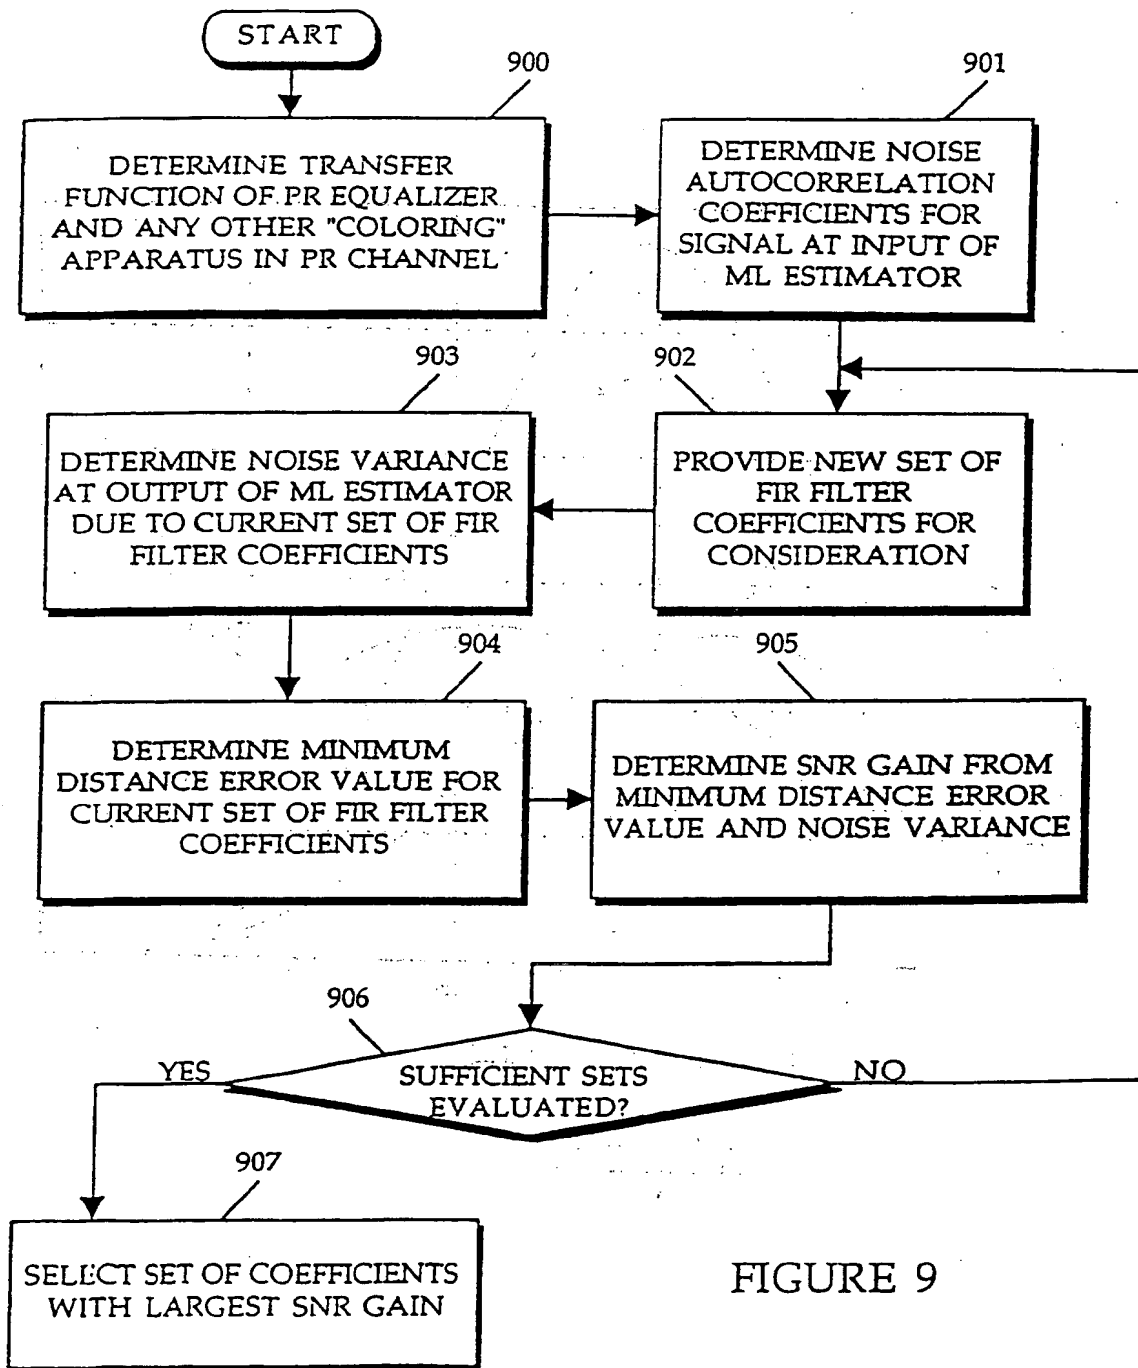 START
900
DETERMINE TRANSFER
FUNCTION OF PR EQUALIZER
AND ANY OTHER "COLORING"
APPARATUS IN PR CHANNEL
901
DETERMINE NOISE
AUTOCORRELATION
COEFFICIENTS FOR
SIGNAL AT INPUT OF
ML ESTIMATOR
902
PROVIDE NEW SET OF
FIR FILTER
COEFFICIENTS FOR
CONSIDERATION
903
DETERMINE NOISE VARIANCE
AT OUTPUT OF ML ESTIMATOR
DUE TO CURRENT SET OF FIR
FILTER COEFFICIENTS
904
DETERMINE MINIMUM
DISTANCE ERROR VALUE FOR
CURRENT SET OF FIR FILTER
COEFFICIENTS
905
DETERMINE SNR GAIN FROM
MINIMUM DISTANCE ERROR
VALUE AND NOISE VARIANCE
906
SUFFICIENT SETS
EVALUATED?
YES
NO
907
SELECT SET OF COEFFICIENTS
WITH LARGEST SNR GAIN
FIGURE 9